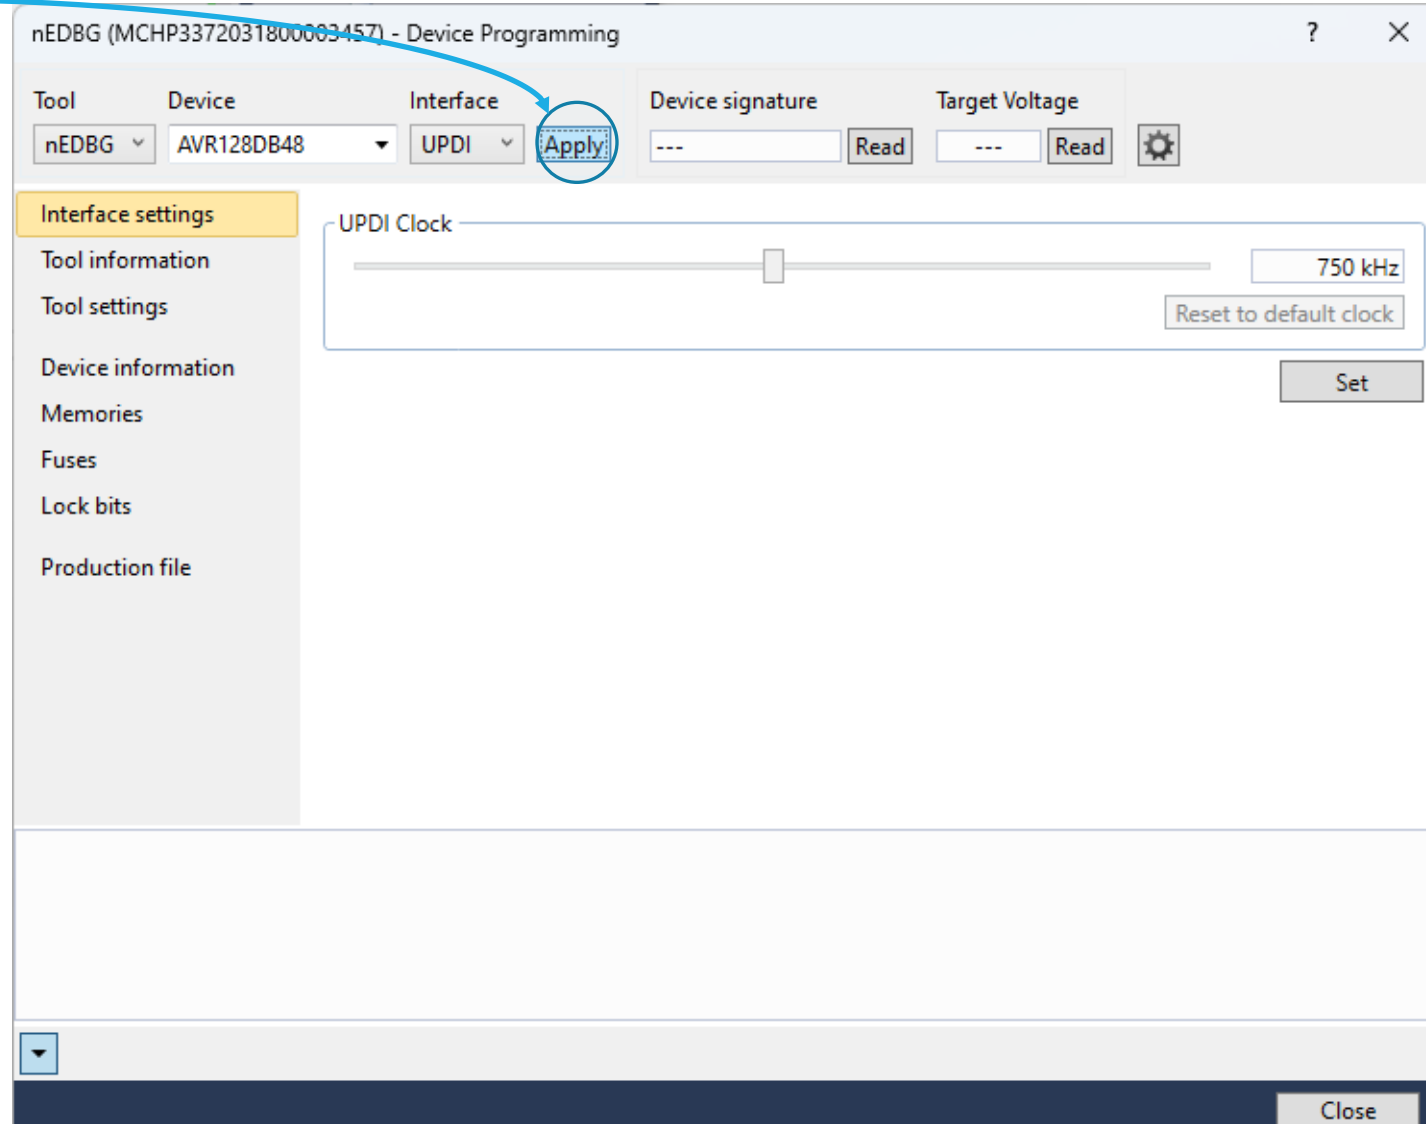 nEDBG (MCHP3372031800003457) - Device Programming
?
Tool Device Interface Device signature Target Voltage
nEDBG AVR128DB48 UPDI Apply --- Read --- Read
Interface settings
Tool information
Tool settings
Device information
Memories
Fuses
Lock bits
Production file
UPDI Clock
750 kHz
Reset to default clock
Set
Close